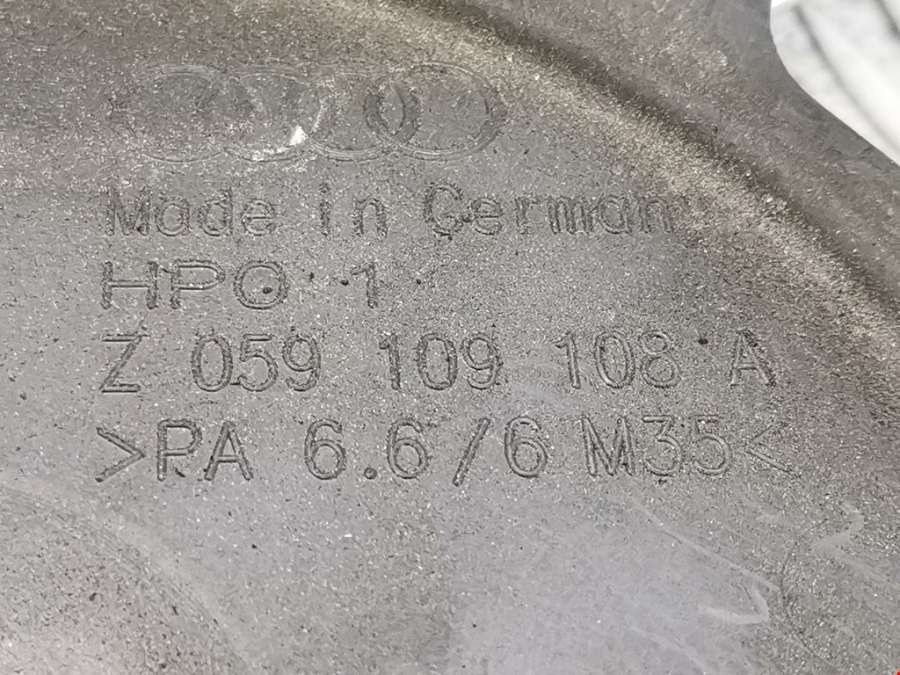 Made in Germany
HPO 1
Z 059 109 108 A
>PA 6.6/6 M35<